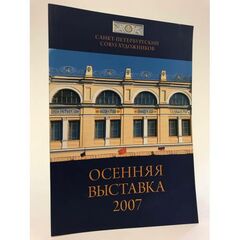 САНКТ-ПЕТЕРБУРГСКИЙ
СОЮЗ ХУДОЖНИКОВ
ОСЕННЯЯ
ВЫСТАВКА
2007